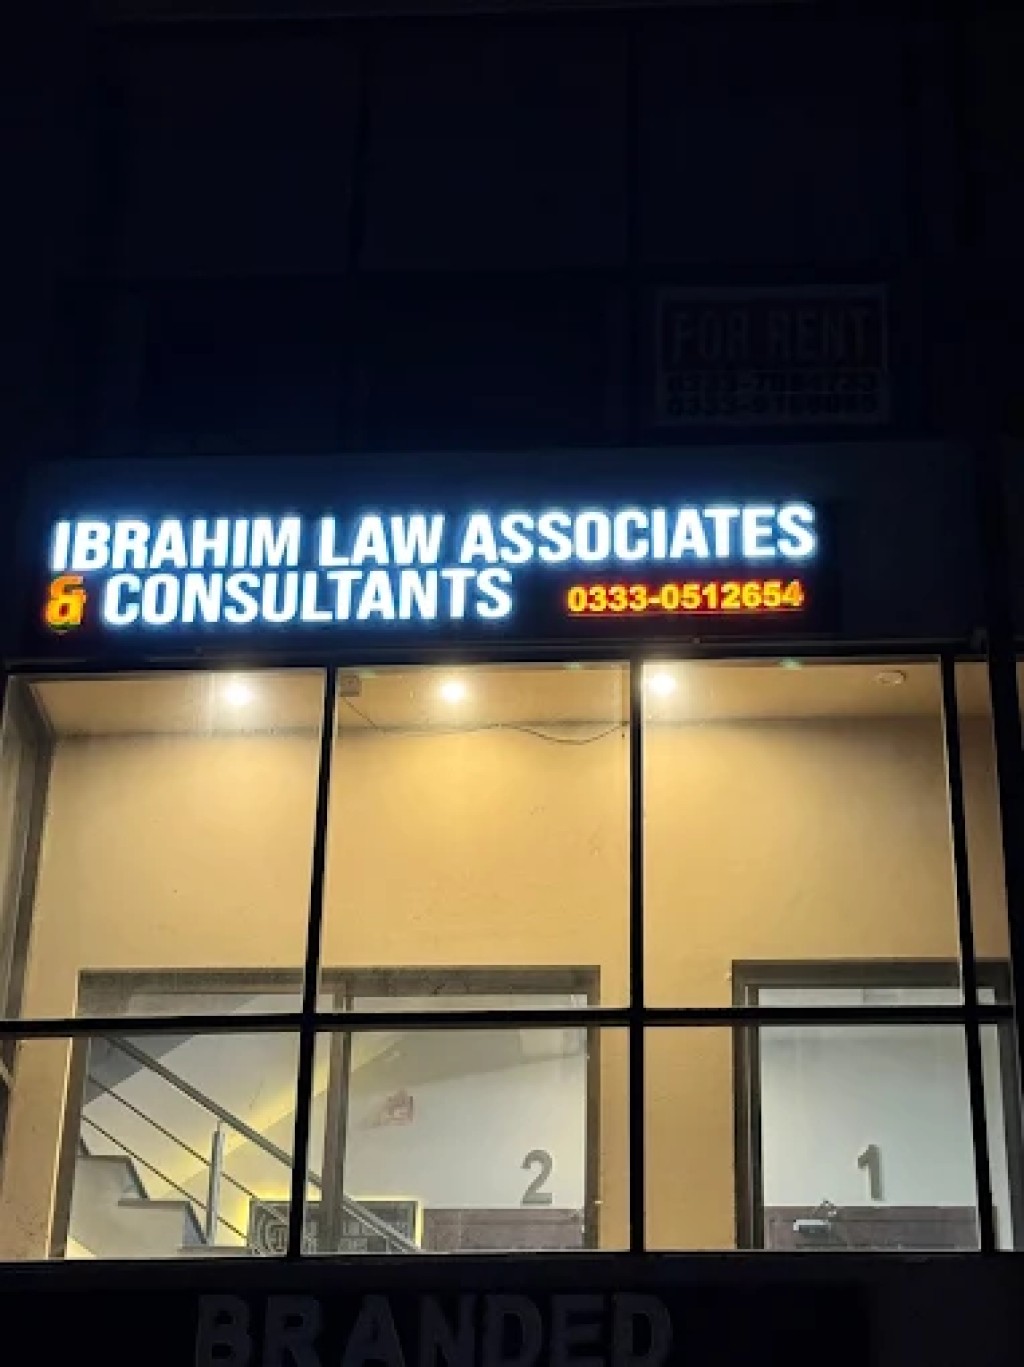 FOR RENT
IBRAHIM LAW ASSOCIATES
& CONSULTANTS 0333-0512654
2
1
BRANDED